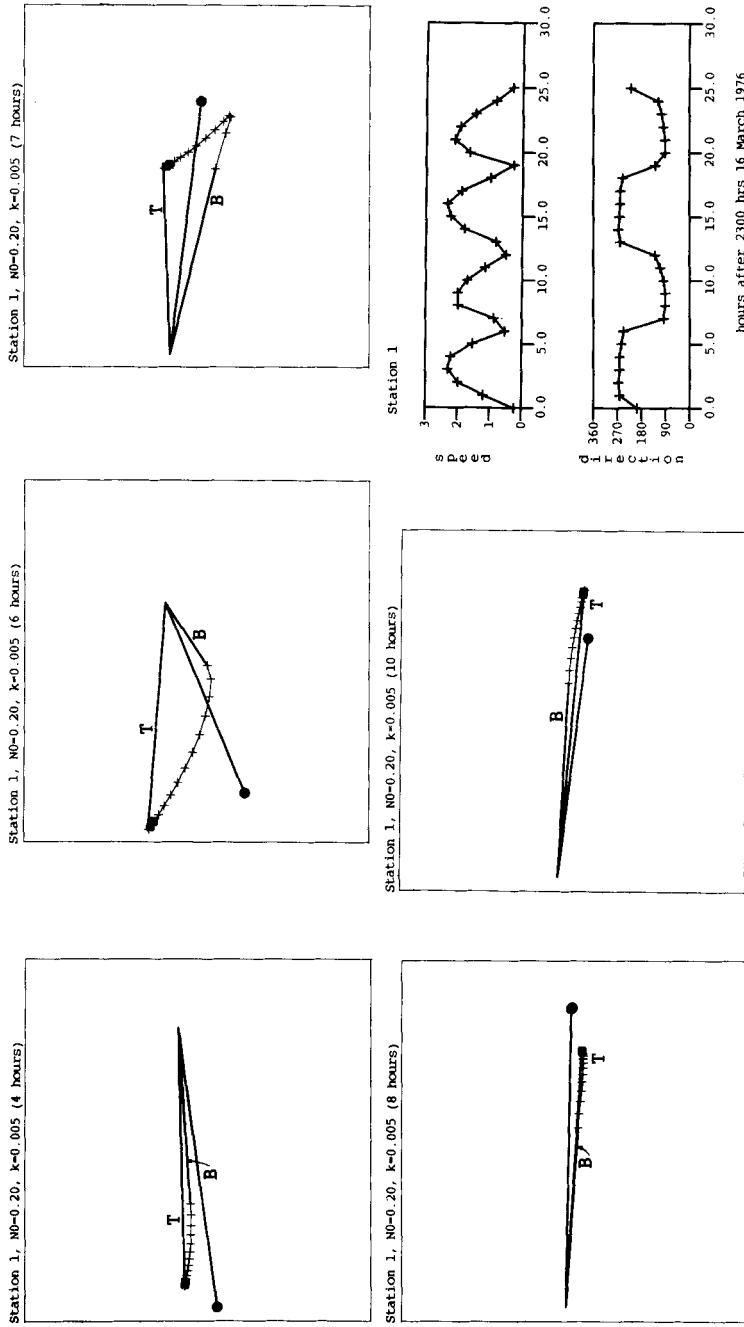 Station 1, N0=0.20, k=0.005 (4 hours)
T
B
Station 1, N0=0.20, k=0.005 (6 hours)
T
B
Station 1, N0=0.20, k=0.005 (7 hours)
T
B
Station 1, N0=0.20, k=0.005 (8 hours)
B
T
Station 1, N0=0.20, k=0.005 (10 hours)
B
T
Station 1
3
2
1
0
speed
0.0 5.0 10.0 15.0 20.0 25.0 30.0
360
270
180
90
0
direction
0.0 5.0 10.0 15.0 20.0 25.0 30.0
hours after 2300 hrs 16 March 1976